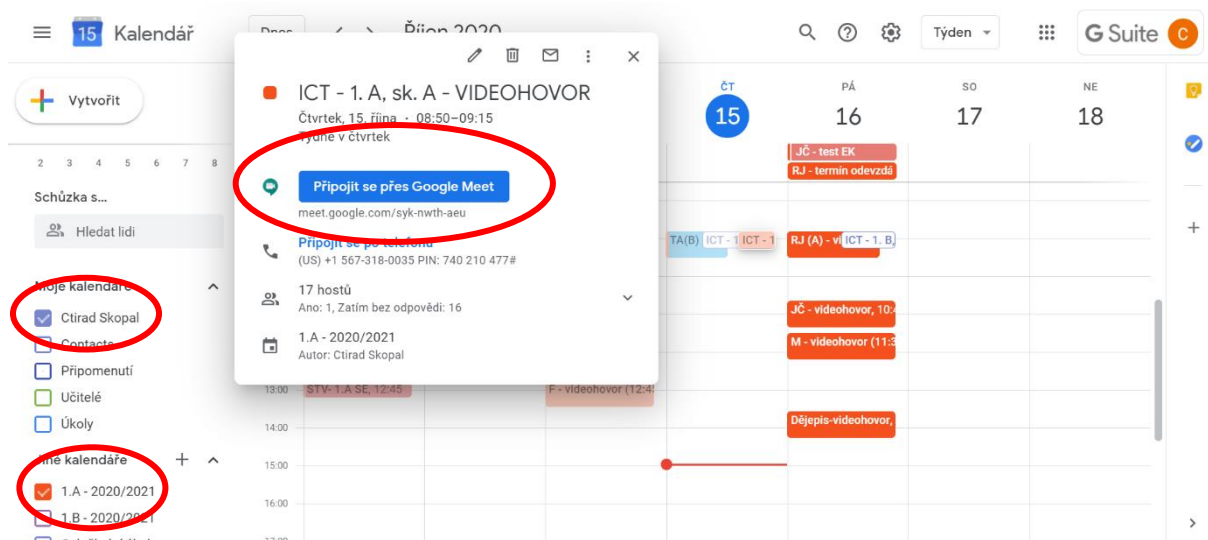 15 Kalendář
Dnes
Říjen 2020
Týden
G Suite
C
Vytvořit
2 3 4 5 6 7 8
Schůzka s...
Hledat lidi
Moje kalendáře
Ctirad Skopal
Contacts
Připomenutí
Učitelé
Úkoly
Jiné kalendáře
1.A - 2020/2021
1.B - 2020/2021
ICT - 1. A, sk. A - VIDEOHOVOR
Čtvrtek, 15. října · 08:50–09:15
Týdně v čtvrtek
Připojit se přes Google Meet
meet.google.com/syk-nwth-aeu
Připojit se po telefonu
(US) +1 567-318-0035 PIN: 740 210 477#
17 hostů
Ano: 1, Zatím bez odpovědi: 16
1.A - 2020/2021
Autor: Ctirad Skopal
ČT
15
PÁ
16
SO
17
NE
18
JČ - test EK
RJ - termín odevzdá
TA(B)
ICT - 1
ICT - 1
RJ (A) - vi
ICT - 1. B,
JČ - videohovor, 10:4
M - videohovor (11:3
13:00
STV- 1.A SE, 12:45
F - videohovor (12:4
14:00
Dějepis-videohovor,
15:00
16:00
17:00